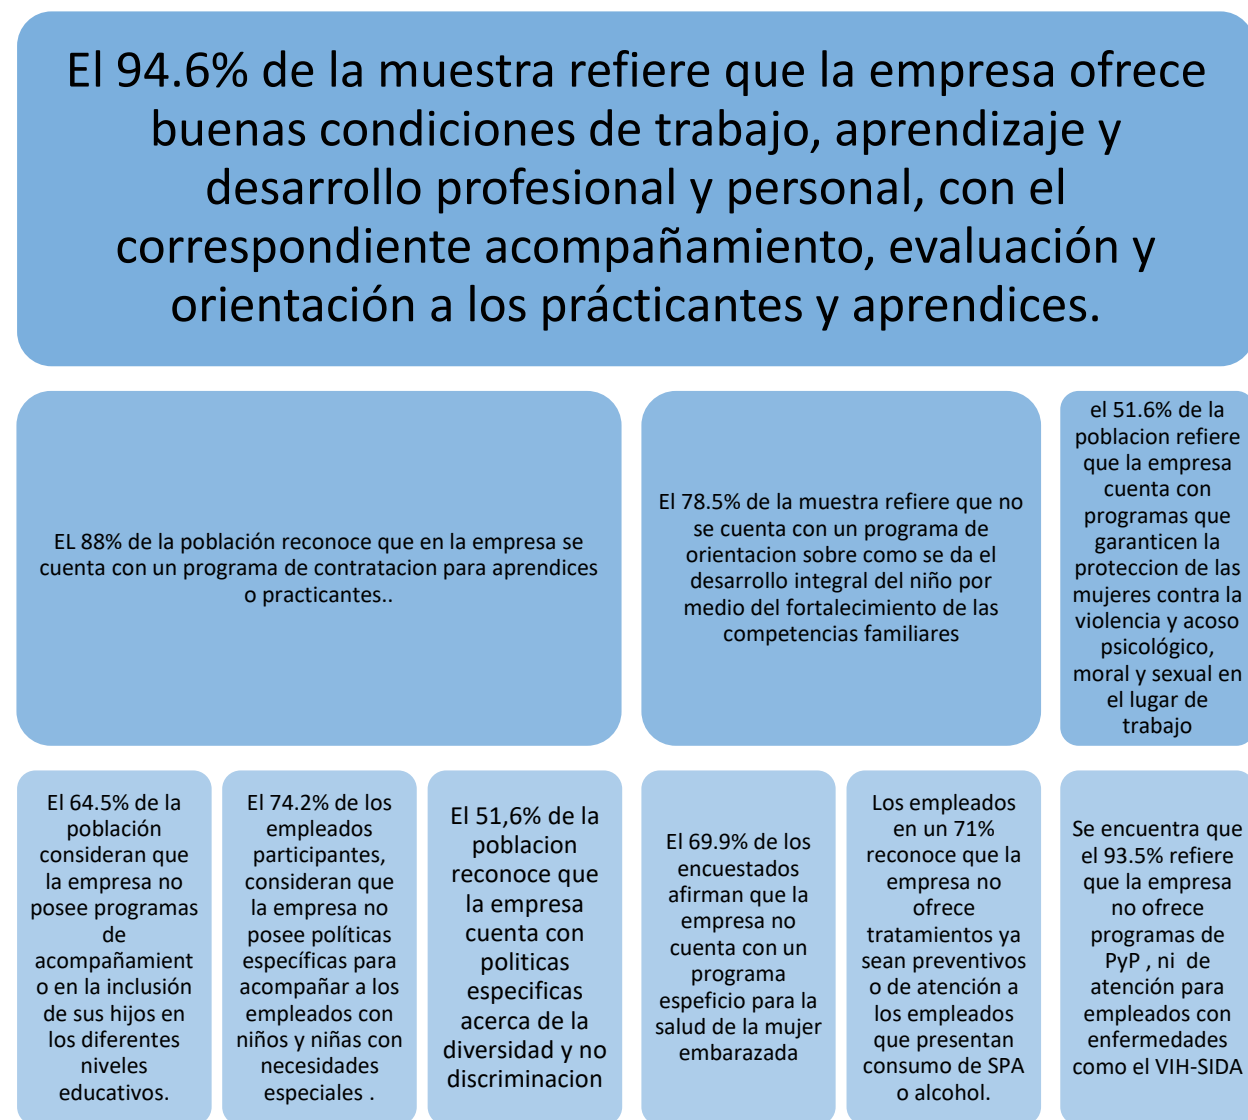 El 94.6% de la muestra refiere que la empresa ofrece
buenas condiciones de trabajo, aprendizaje y
desarrollo profesional y personal, con el
correspondiente acompañamiento, evaluación y
orientación a los prácticantes y aprendices.
EL 88% de la población reconoce que en la empresa se
cuenta con un programa de contratacion para aprendices
o practicantes..
El 78.5% de la muestra refiere que no
se cuenta con un programa de
orientacion sobre como se da el
desarrollo integral del niño por
medio del fortalecimiento de las
competencias familiares
el 51.6% de la
poblacion refiere
que la empresa
cuenta con
programas que
garanticen la
proteccion de las
mujeres contra la
violencia y acoso
psicológico,
moral y sexual en
el lugar de
trabajo
El 64.5% de la
población
consideran que
la empresa no
posee programas
de
acompañamient
o en la inclusión
de sus hijos en
los diferentes
niveles
educativos.
El 74.2% de los
empleados
participantes,
consideran que
la empresa no
posee políticas
específicas para
acompañar a los
empleados con
niños y niñas con
necesidades
especiales .
El 51,6% de la
poblacion
reconoce que
la empresa
cuenta con
politicas
especificas
acerca de la
diversidad y no
discriminacion
El 69.9% de los
encuestados
afirman que la
empresa no
cuenta con un
programa
espeficio para la
salud de la mujer
embarazada
Los empleados
en un 71%
reconoce que la
empresa no
ofrece
tratamientos ya
sean preventivos
o de atención a
los empleados
que presentan
consumo de SPA
o alcohol.
Se encuentra que
el 93.5% refiere
que la empresa
no ofrece
programas de
PyP , ni de
atención para
empleados con
enfermedades
como el VIH-SIDA